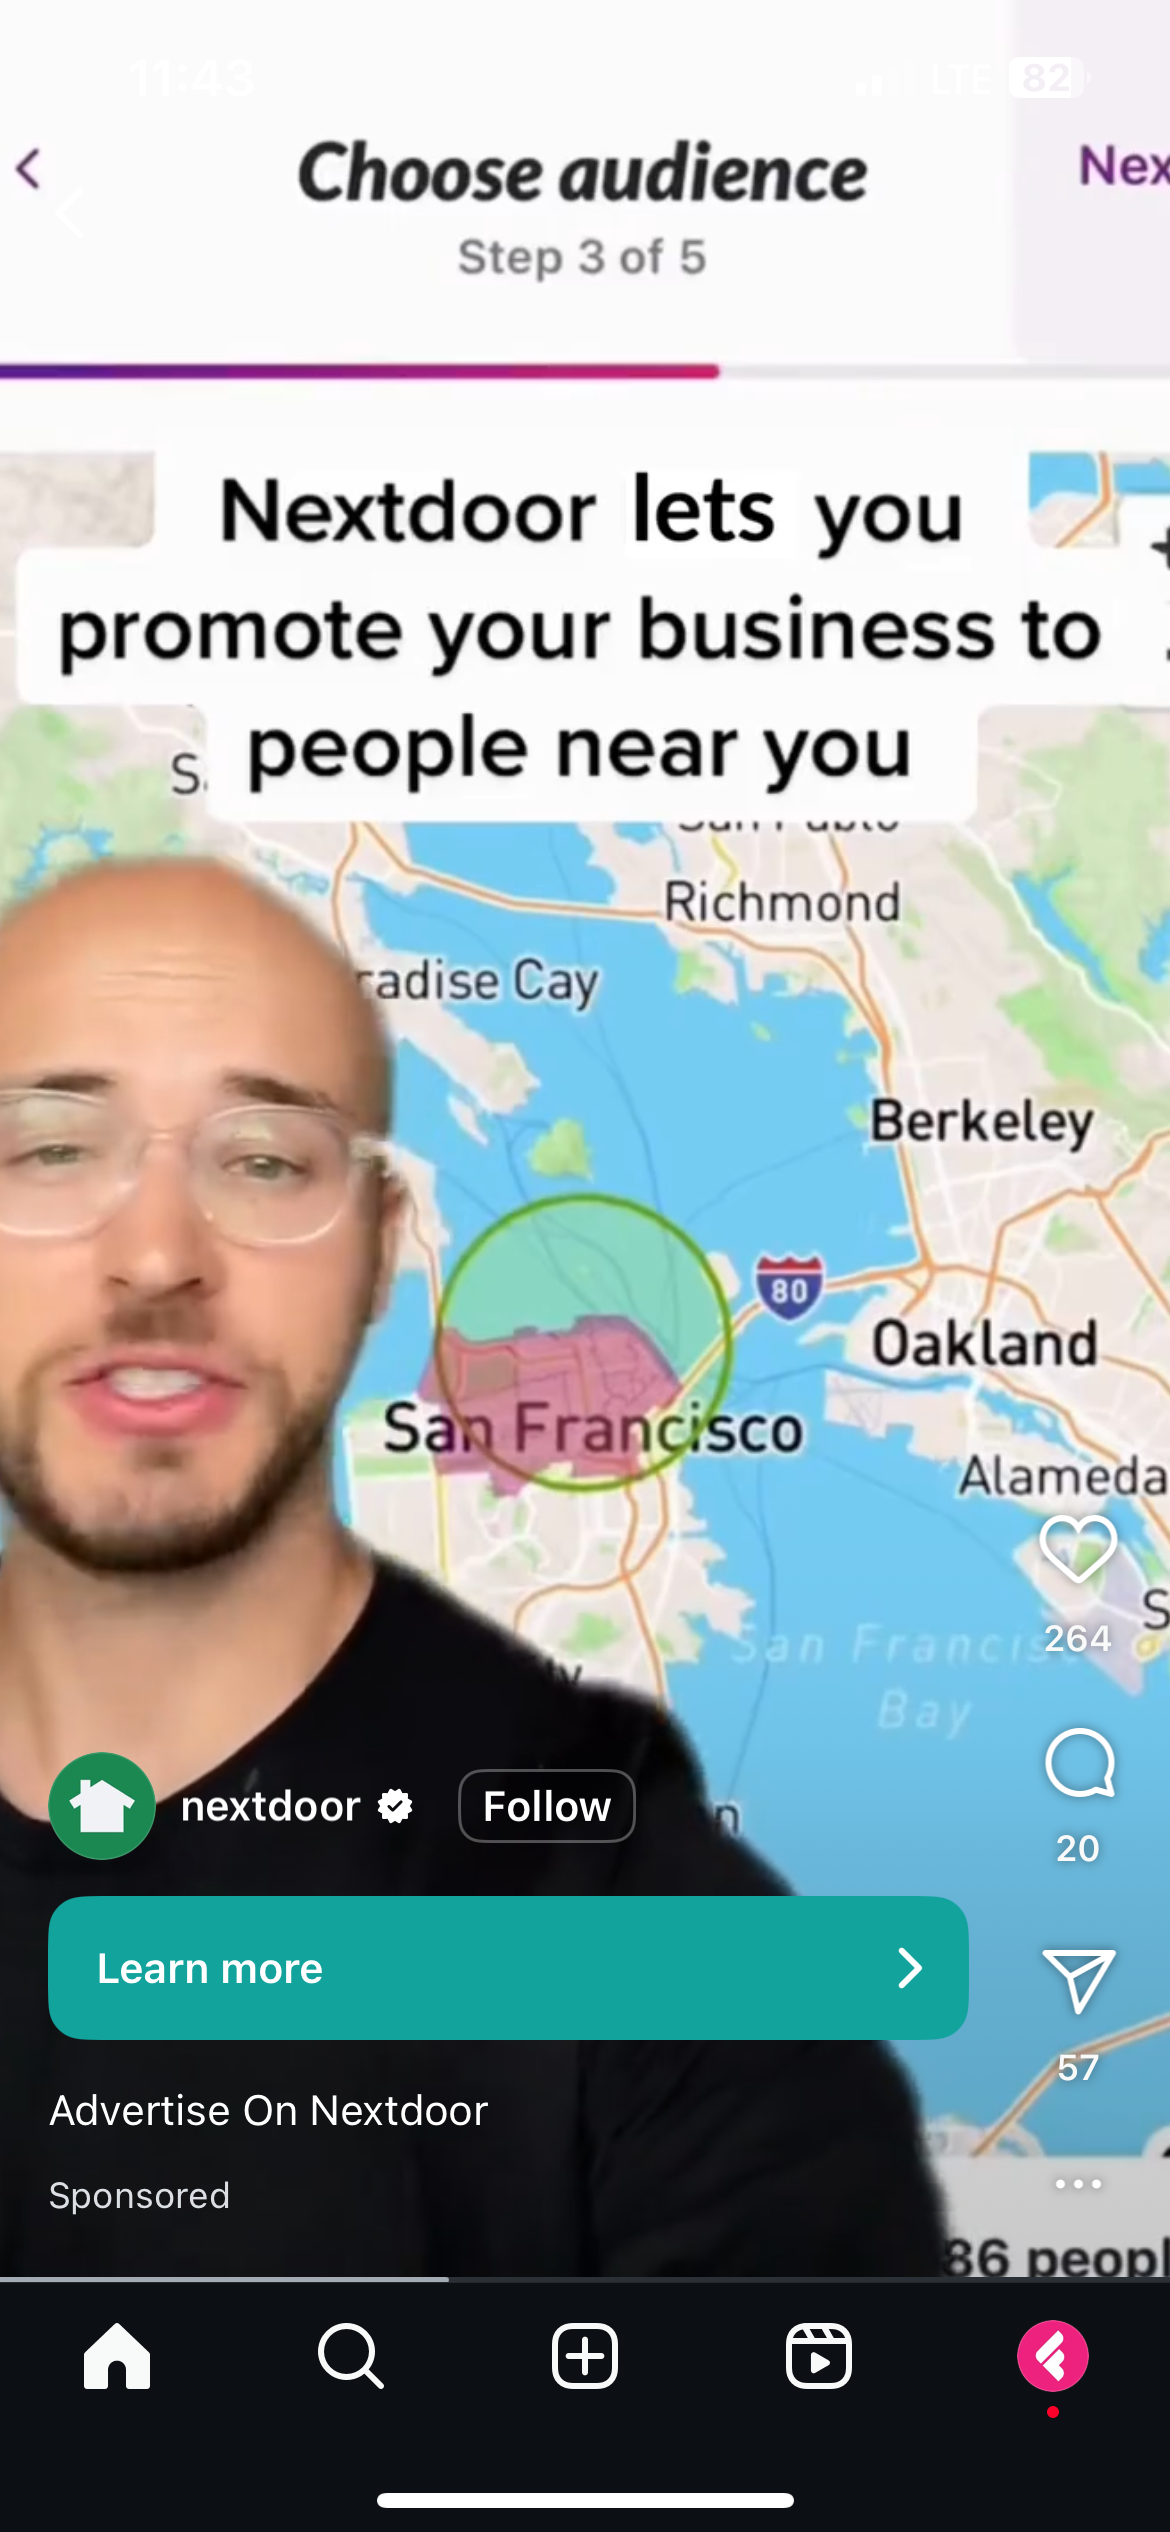 11:43
LTE 82
Choose audience
Nex
Step 3 of 5
Nextdoor lets you
promote your business to
people near you
Richmond
radise Cay
Berkeley
80
Oakland
San Francisco
Alameda
264
San Francis
Bay
nextdoor
Follow
20
Learn more
57
Advertise On Nextdoor
Sponsored
86 peopl